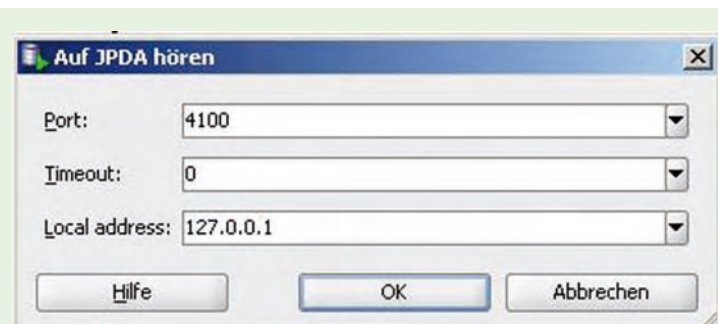 Auf JPDA hören
Port: 4100
Timeout: 0
Local address: 127.0.0.1
Hilfe OK Abbrechen